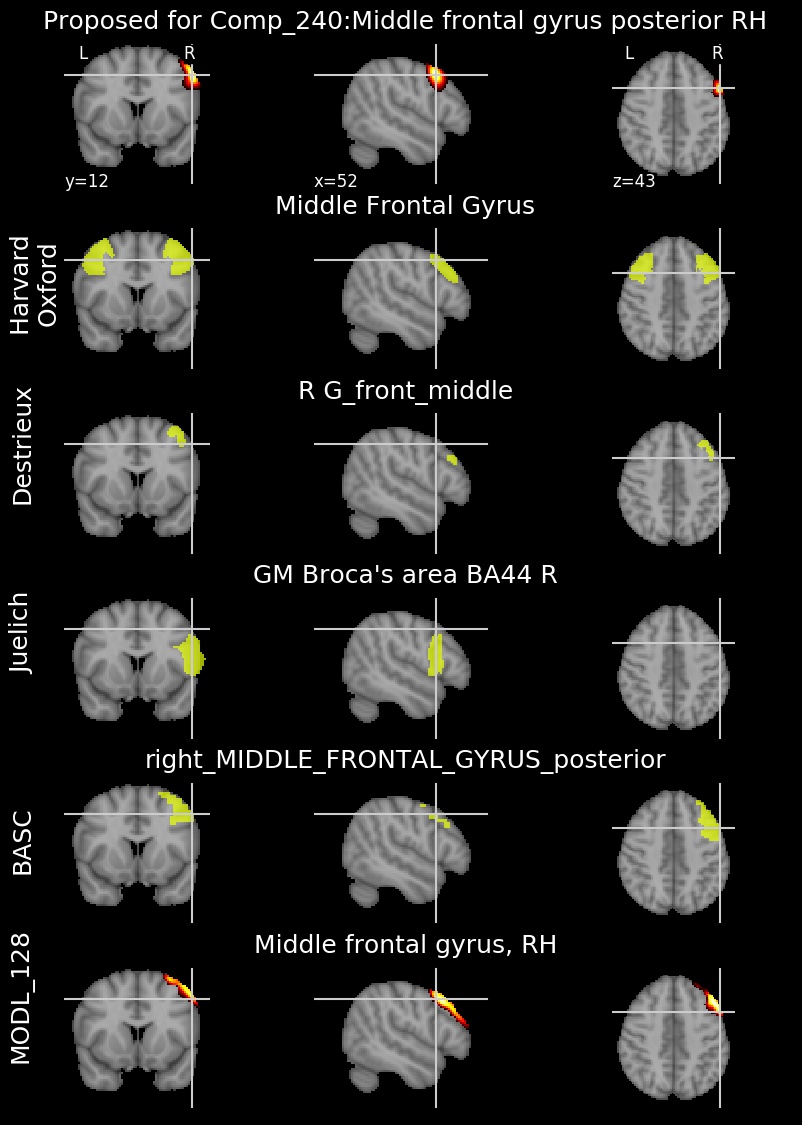 Proposed for Comp_240:Middle frontal gyrus posterior RH
L R L R
y=12 x=52 z=43
Middle Frontal Gyrus
Harvard
Oxford
R G_front_middle
Destrieux
GM Broca's area BA44 R
Juelich
right_MIDDLE_FRONTAL_GYRUS_posterior
BASC
Middle frontal gyrus, RH
MODL_128